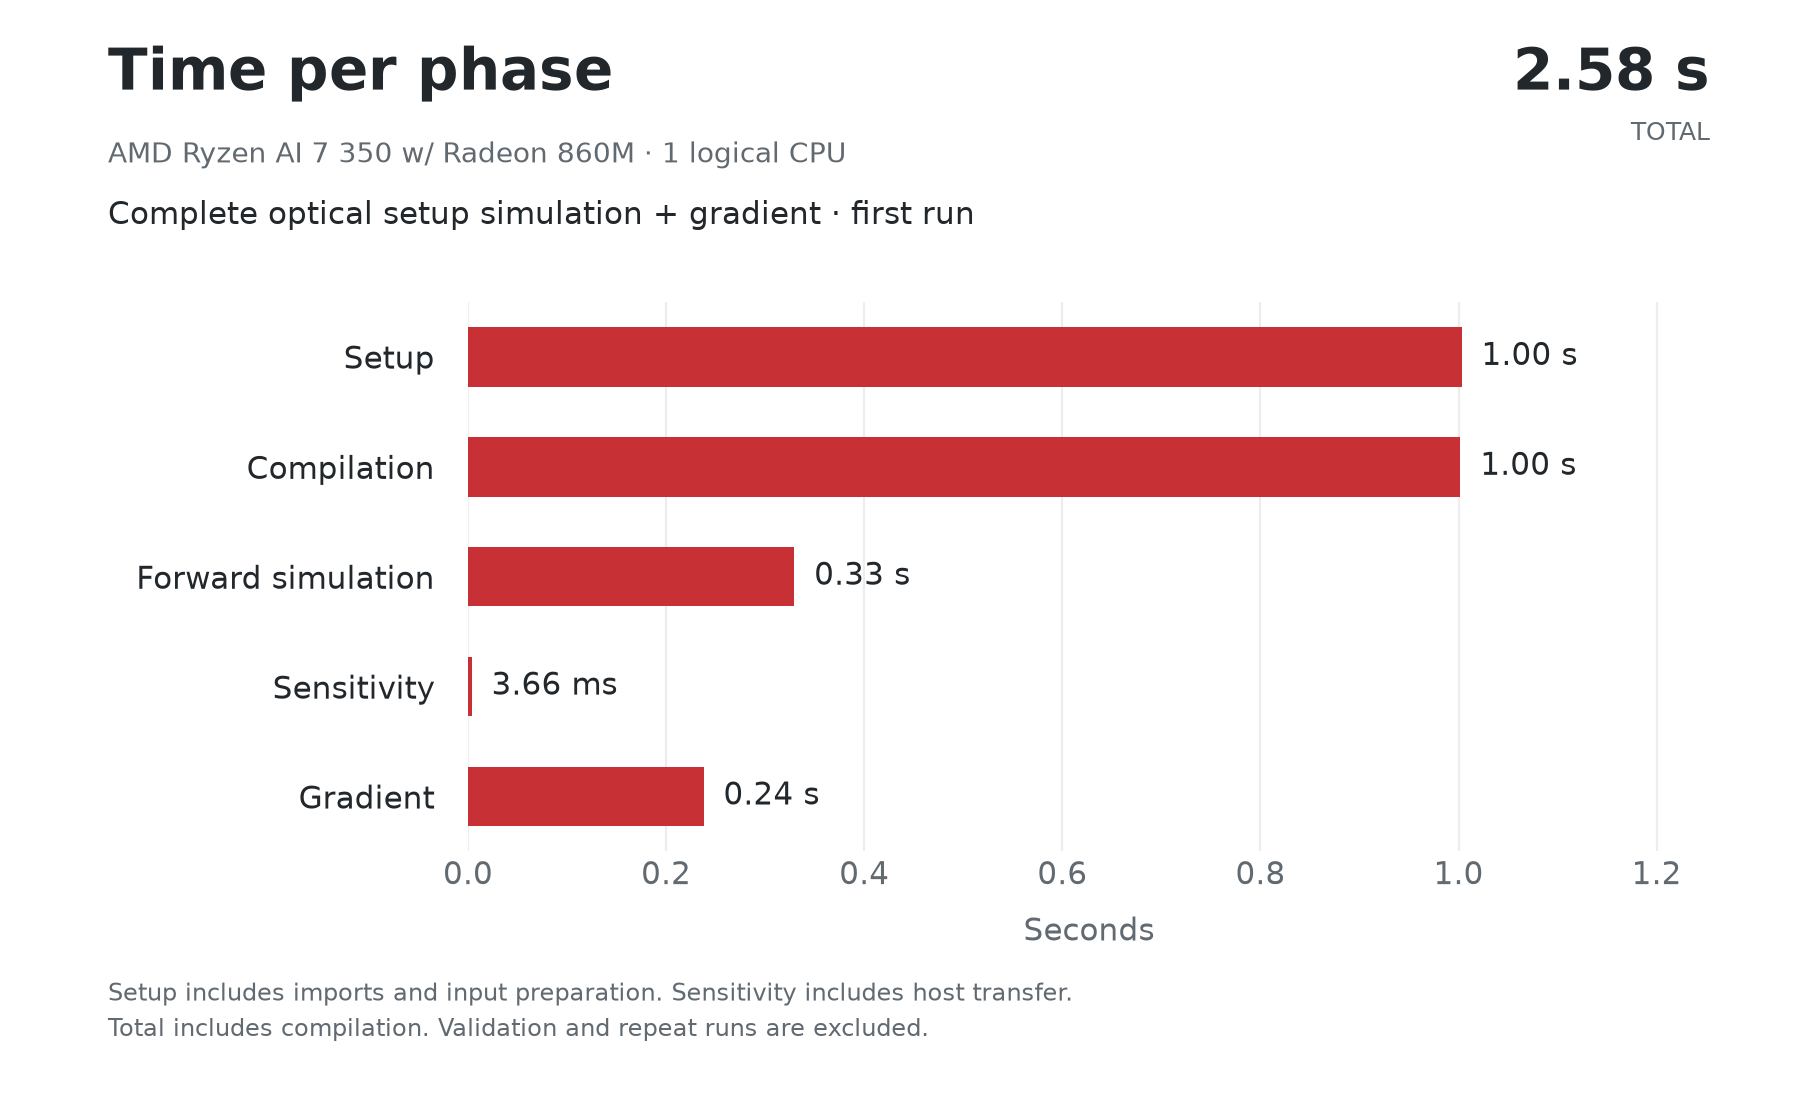 Time per phase
2.58 s
TOTAL
AMD Ryzen AI 7 350 w/ Radeon 860M · 1 logical CPU
Complete optical setup simulation + gradient · first run
Setup
1.00 s
Compilation
1.00 s
Forward simulation
0.33 s
Sensitivity
3.66 ms
Gradient
0.24 s
0.0 0.2 0.4 0.6 0.8 1.0 1.2
Seconds
Setup includes imports and input preparation. Sensitivity includes host transfer.
Total includes compilation. Validation and repeat runs are excluded.